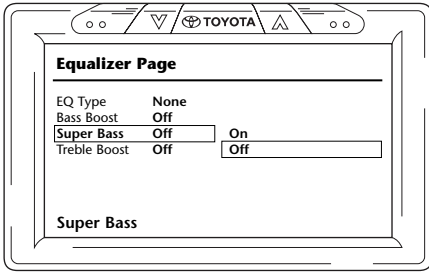 TOYOTA
Equalizer Page
EQ Type None
Bass Boost Off
Super Bass Off On
Treble Boost Off Off
Super Bass